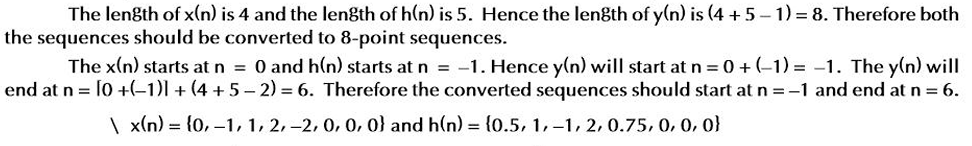 The length of x(n) is 4 and the length of h(n) is 5. Hence the length of y(n) is (4 + 5 – 1) = 8. Therefore both
the sequences should be converted to 8-point sequences.
The x(n) starts at n = 0 and h(n) starts at n = –1. Hence y(n) will start at n = 0 + (–1) = –1. The y(n) will
end at n = [0 +(–1)] + (4 + 5 – 2) = 6. Therefore the converted sequences should start at n = –1 and end at n = 6.
\ x(n) = {0, –1, 1, 2, –2, 0, 0, 0} and h(n) = {0.5, 1, –1, 2, 0.75, 0, 0, 0}